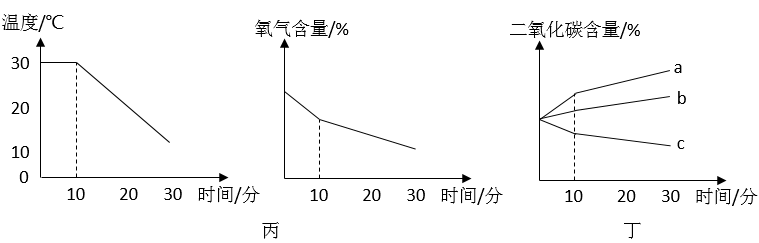 温度/℃
30
20
10
0
10 20 30 时间/分
氧气含量/%
10 20 30 时间/分
丙
二氧化碳含量/%
a
b
c
10 20 30 时间/分
丁